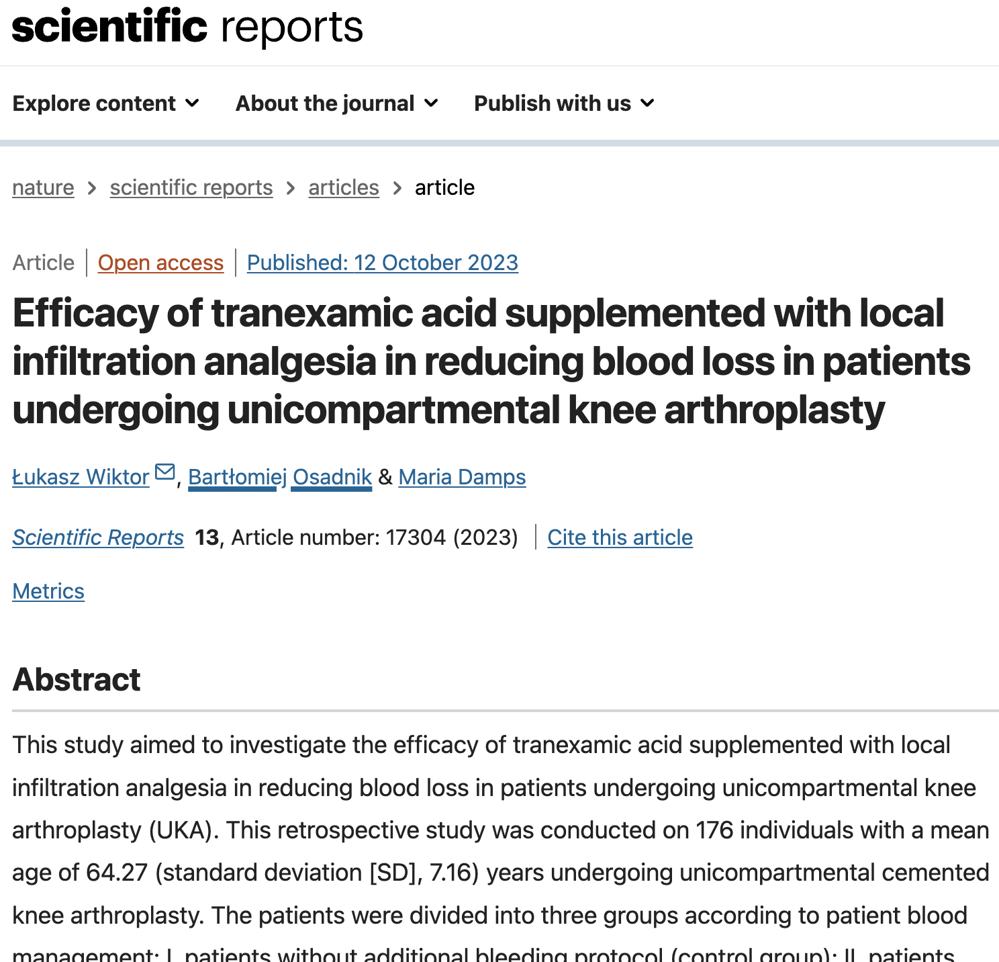 scientific reports
Explore content About the journal Publish with us
nature > scientific reports > articles > article
Article | Open access | Published: 12 October 2023
Efficacy of tranexamic acid supplemented with local
infiltration analgesia in reducing blood loss in patients
undergoing unicompartmental knee arthroplasty
Łukasz Wiktor, Bartłomiej Osadnik & Maria Damps
Scientific Reports 13, Article number: 17304 (2023) | Cite this article
Metrics
Abstract
This study aimed to investigate the efficacy of tranexamic acid supplemented with local
infiltration analgesia in reducing blood loss in patients undergoing unicompartmental knee
arthroplasty (UKA). This retrospective study was conducted on 176 individuals with a mean
age of 64.27 (standard deviation [SD], 7.16) years undergoing unicompartmental cemented
knee arthroplasty. The patients were divided into three groups according to patient blood
management: I, patients without additional bleeding protocol (control group); II, patients